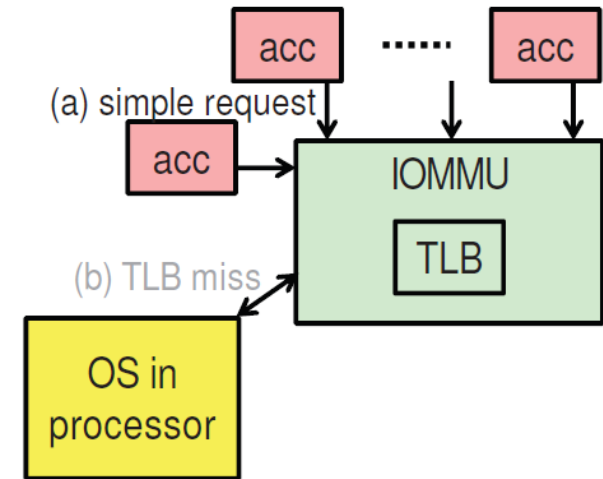 acc
acc
(a) simple request
acc
IOMMU
TLB
(b) TLB miss
OS in
processor